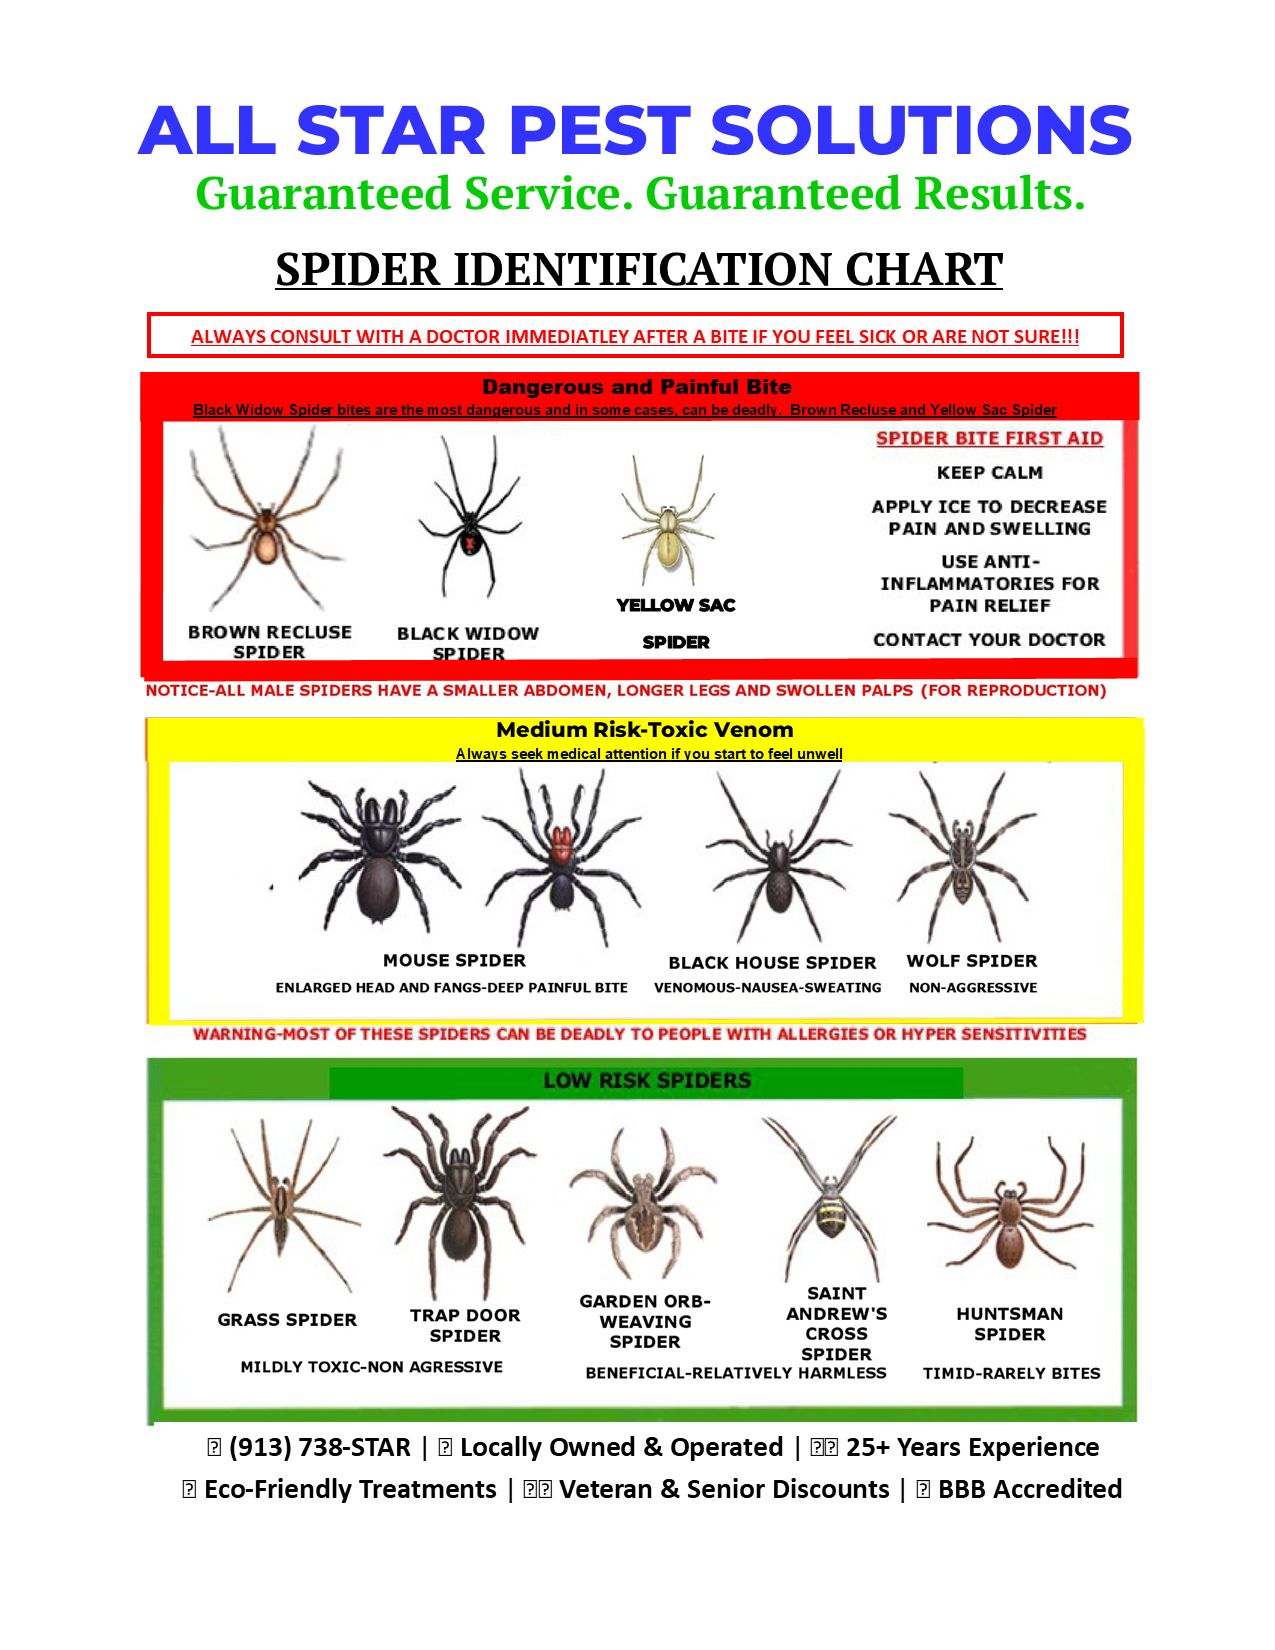 ALL STAR PEST SOLUTIONS
Guaranteed Service. Guaranteed Results.
SPIDER IDENTIFICATION CHART
ALWAYS CONSULT WITH A DOCTOR IMMEDIATLEY AFTER A BITE IF YOU FEEL SICK OR ARE NOT SURE!!!
Dangerous and Painful Bite
Black Widow Spider bites are the most dangerous and in some cases, can be deadly. Brown Recluse and Yellow Sac Spider
BROWN RECLUSE
SPIDER
BLACK WIDOW
SPIDER
YELLOW SAC
SPIDER
SPIDER BITE FIRST AID
KEEP CALM
APPLY ICE TO DECREASE
PAIN AND SWELLING
USE ANTI-
INFLAMMATORIES FOR
PAIN RELIEF
CONTACT YOUR DOCTOR
NOTICE-ALL MALE SPIDERS HAVE A SMALLER ABDOMEN, LONGER LEGS AND SWOLLEN PALPS (FOR REPRODUCTION)
Medium Risk-Toxic Venom
Always seek medical attention if you start to feel unwell
MOUSE SPIDER
ENLARGED HEAD AND FANGS-DEEP PAINFUL BITE
BLACK HOUSE SPIDER
VENOMOUS-NAUSEA-SWEATING
WOLF SPIDER
NON-AGGRESSIVE
WARNING-MOST OF THESE SPIDERS CAN BE DEADLY TO PEOPLE WITH ALLERGIES OR HYPER SENSITIVITIES
LOW RISK SPIDERS
GRASS SPIDER
TRAP DOOR
SPIDER
MILDLY TOXIC-NON AGRESSIVE
GARDEN ORB-
WEAVING
SPIDER
SAINT
ANDREW'S
CROSS
SPIDER
BENEFICIAL-RELATIVELY HARMLESS
HUNTSMAN
SPIDER
TIMID-RARELY BITES
(913) 738-STAR | Locally Owned & Operated | 25+ Years Experience
Eco-Friendly Treatments | Veteran & Senior Discounts | BBB Accredited